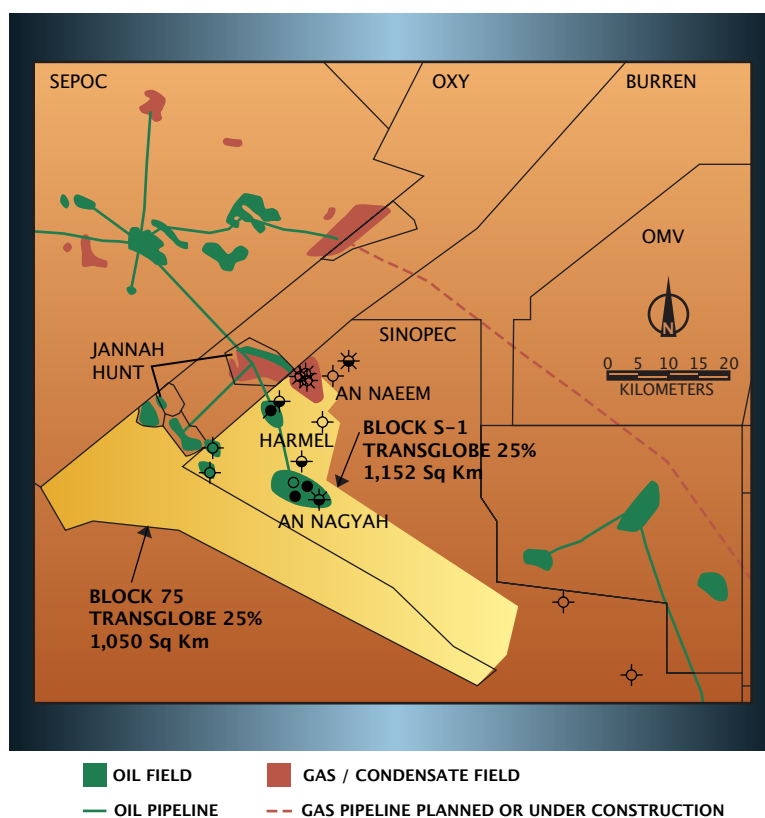 SEPOC
OXY
BURREN
OMV
N
SINOPEC
0 5 10 15 20
KILOMETERS
JANNAH
HUNT
AN NAEEM
HARMEL
BLOCK S-1
TRANSGLOBE 25%
1,152 Sq Km
AN NAGYAH
BLOCK 75
TRANSGLOBE 25%
1,050 Sq Km
OIL FIELD
GAS / CONDENSATE FIELD
OIL PIPELINE
GAS PIPELINE PLANNED OR UNDER CONSTRUCTION